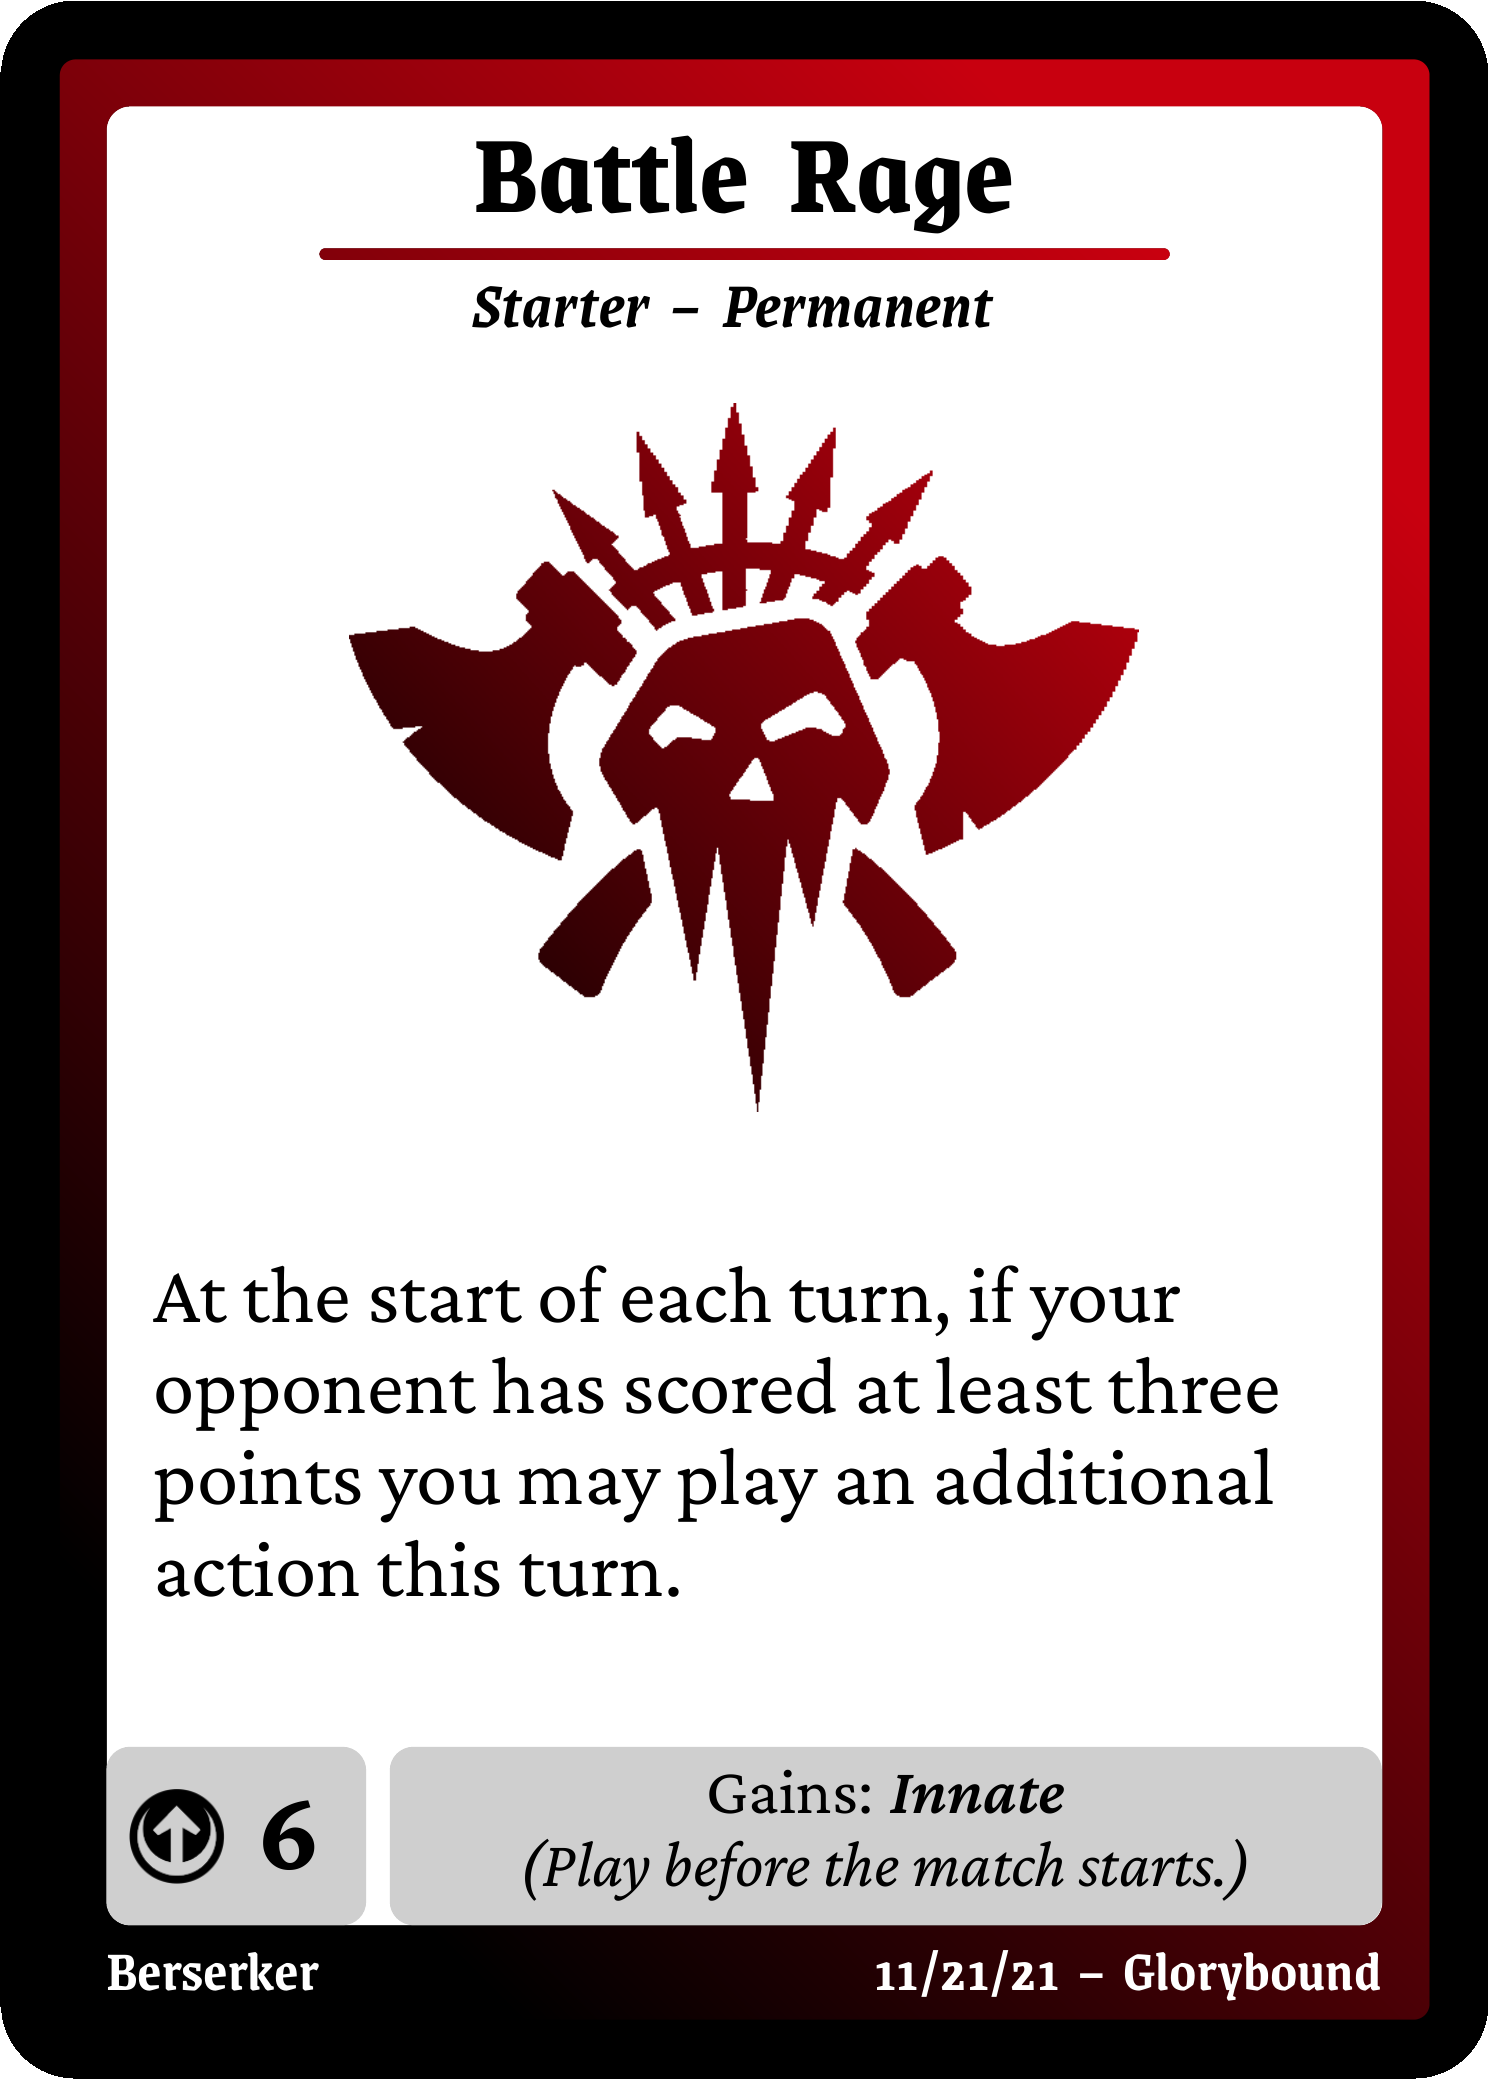 Battle Rage
Starter – Permanent
At the start of each turn, if your
opponent has scored at least three
points you may play an additional
action this turn.
6
Gains: Innate
(Play before the match starts.)
Berserker
11/21/21 – Glorybound